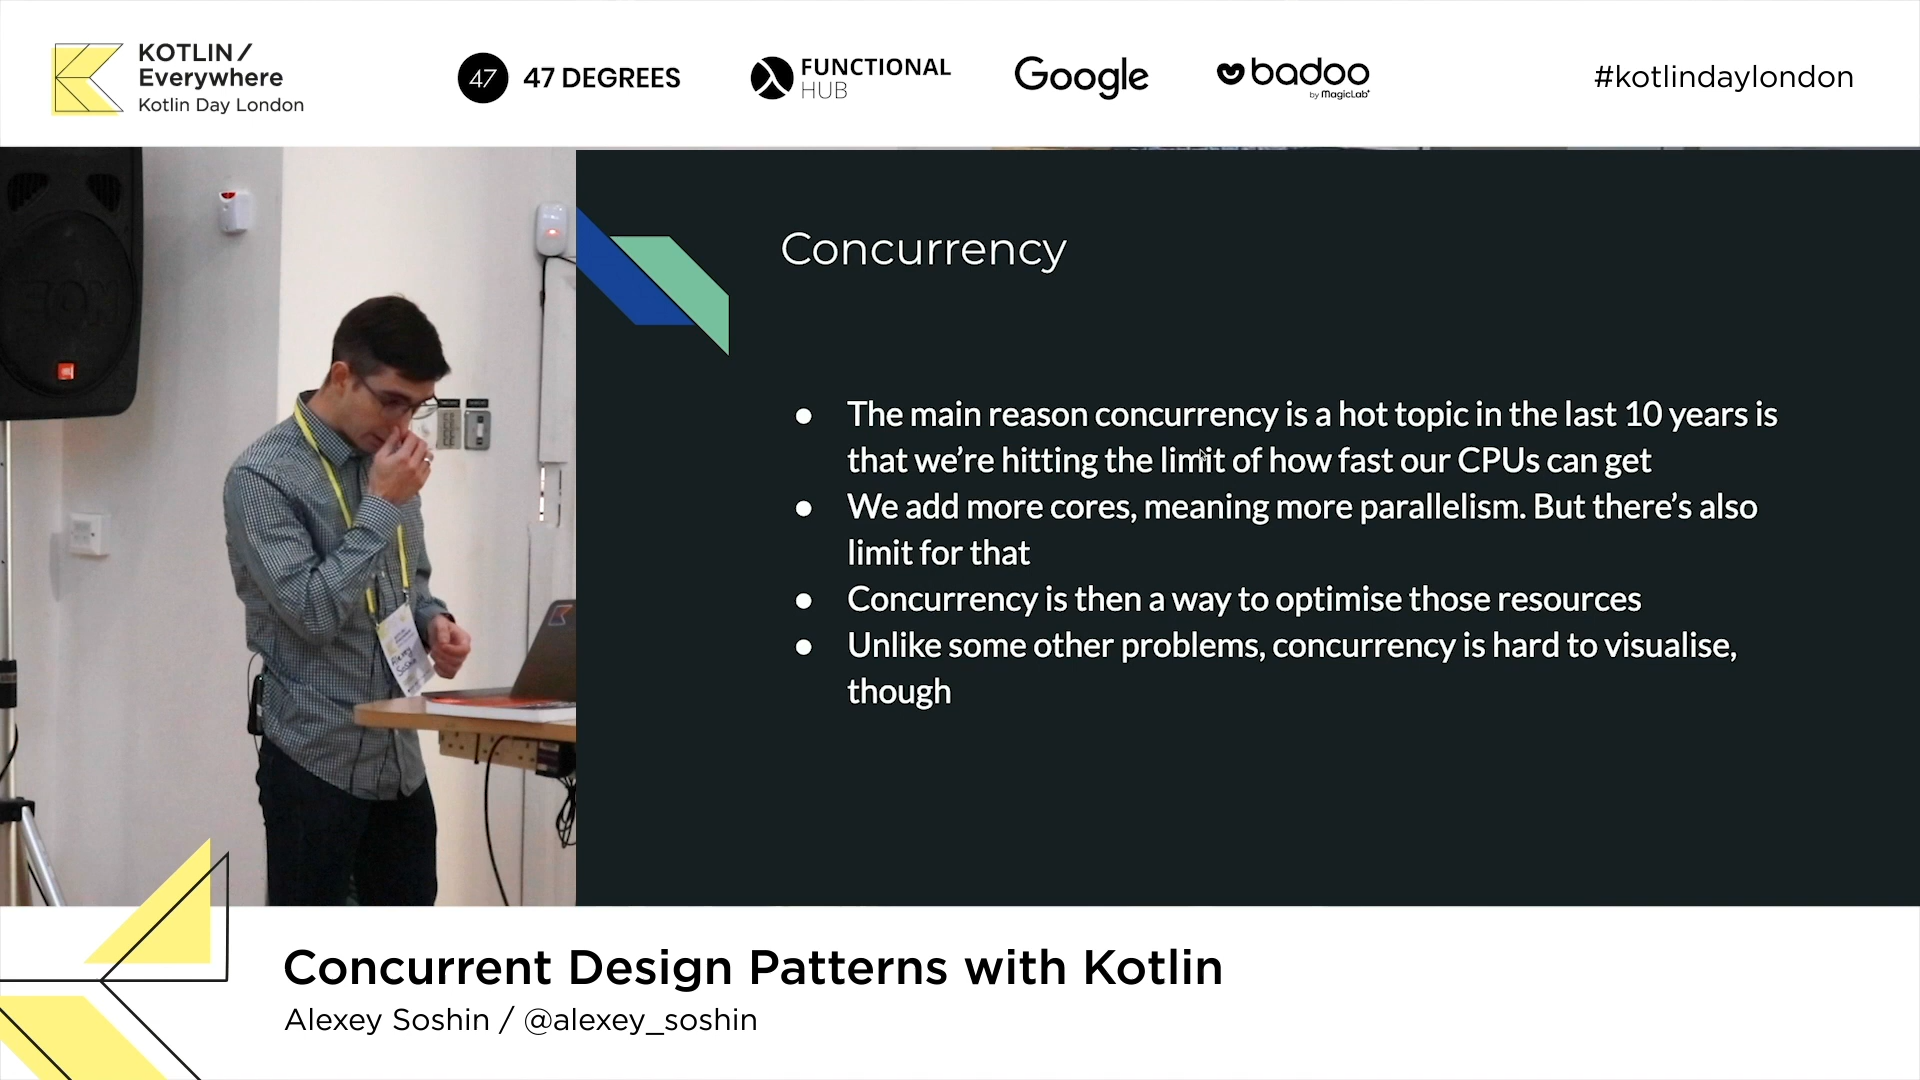 KOTLIN /
Everywhere
Kotlin Day London
47
47 DEGREES
FUNCTIONAL
HUB
Google
badoo
by MagicLab
#kotlindaylondon
Concurrency
● The main reason concurrency is a hot topic in the last 10 years is
that we’re hitting the limit of how fast our CPUs can get
● We add more cores, meaning more parallelism. But there’s also
limit for that
● Concurrency is then a way to optimise those resources
● Unlike some other problems, concurrency is hard to visualise,
though
Alexey
Soshin
Concurrent Design Patterns with Kotlin
Alexey Soshin / @alexey_soshin